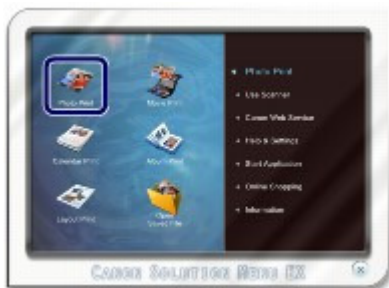 Photo Print
Movie Print
Calendar Print
Album Print
Layout Print
Open
Saved File
Photo Print
Use Scanner
Canon Web Service
Help & Settings
Start Application
Online Shopping
Information
CANON SOLUTION MENU EX